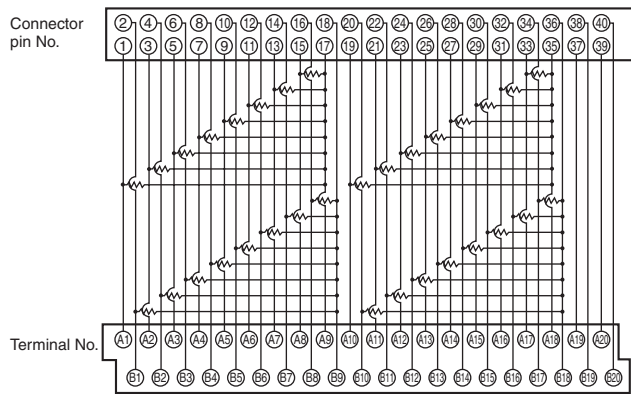 Connector pin No.
2 4 6 8 10 12 14 16 18 20 22 24 26 28 30 32 34 36 38 40
1 3 5 7 9 11 13 15 17 19 21 23 25 27 29 31 33 35 37 39
Terminal No.
A1 A2 A3 A4 A5 A6 A7 A8 A9 A10 A11 A12 A13 A14 A15 A16 A17 A18 A19 A20
B1 B2 B3 B4 B5 B6 B7 B8 B9 B10 B11 B12 B13 B14 B15 B16 B17 B18 B19 B20